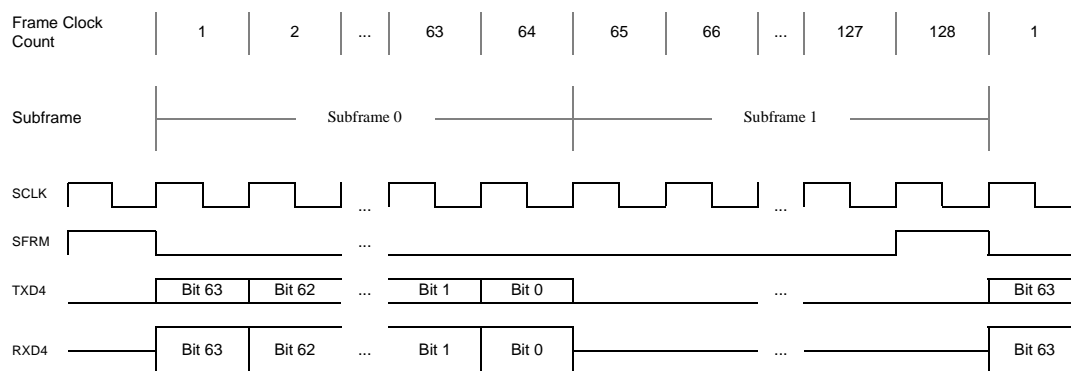 Frame Clock
Count
1 2 ... 63 64 65 66 ... 127 128 1
Subframe Subframe 0 Subframe 1
SCLK ... ...
SFRM ...
TXD4 Bit 63 Bit 62 ... Bit 1 Bit 0 ... Bit 63
RXD4 Bit 63 Bit 62 ... Bit 1 Bit 0 ... Bit 63